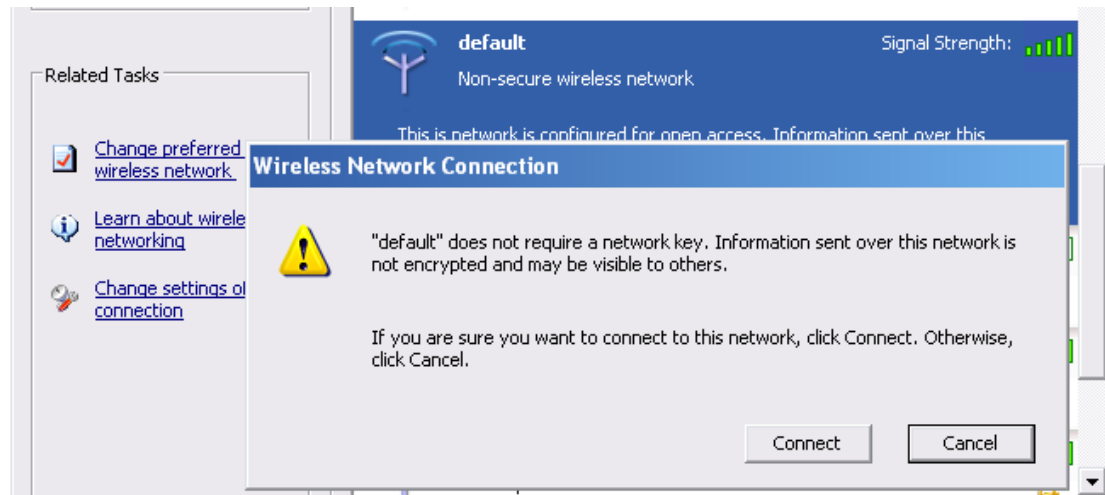 default
Signal Strength:
Non-secure wireless network
This is network is configured for open access. Information sent over this
Related Tasks
Change preferred
wireless network
Learn about wirele
networking
Change settings of
connection
Wireless Network Connection
"default" does not require a network key. Information sent over this network is
not encrypted and may be visible to others.
If you are sure you want to connect to this network, click Connect. Otherwise,
click Cancel.
Connect
Cancel